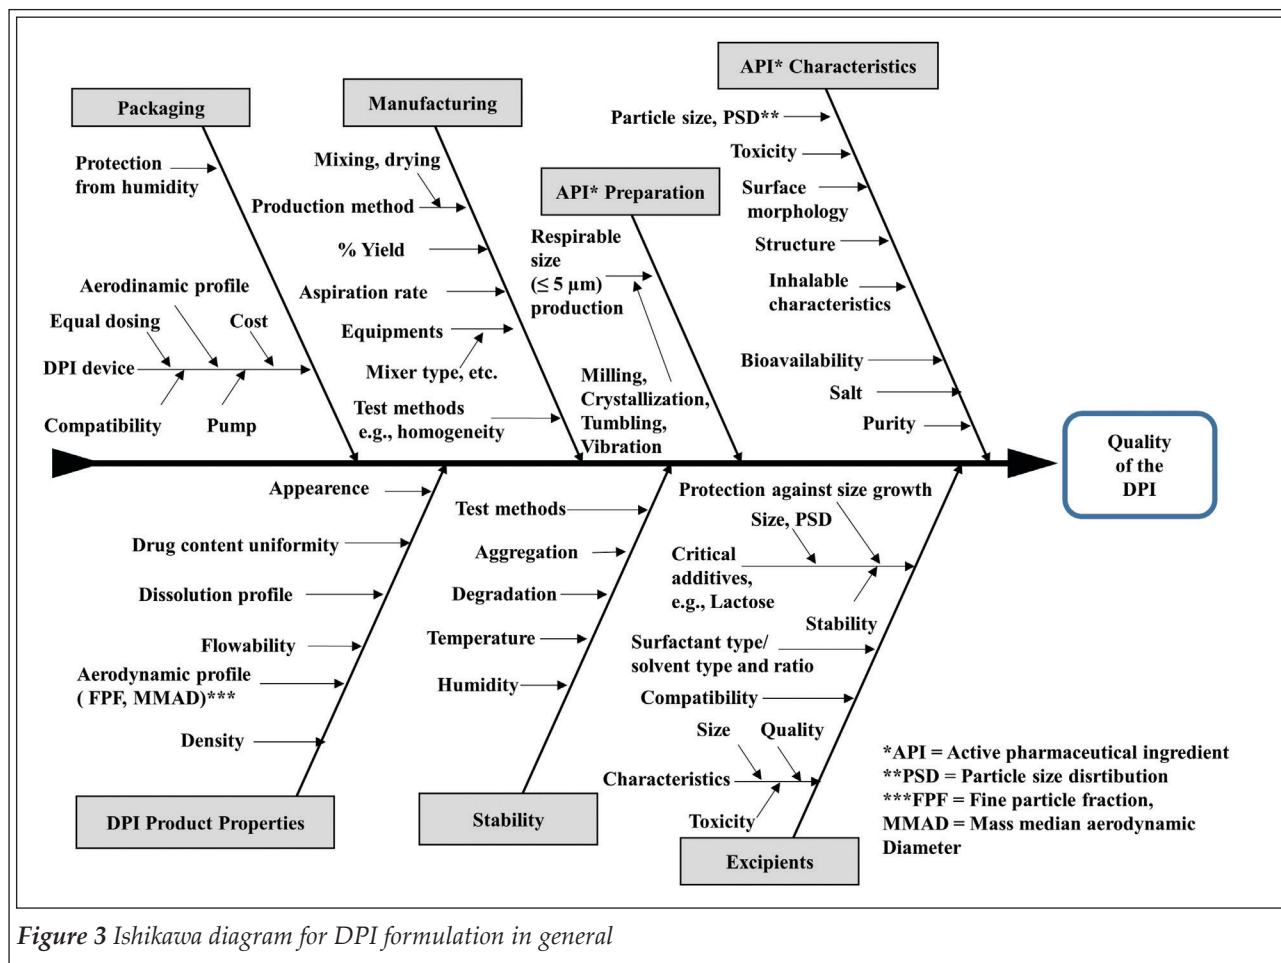 API* Characteristics
Packaging
Manufacturing
Particle size, PSD**
Toxicity
Surface
morphology
Structure
Inhalable
characteristics
Bioavailability
Salt
Purity
Protection
from humidity
Mixing, drying
Production method
% Yield
Aspiration rate
Equipments
Mixer type, etc.
Test methods
e.g., homogeneity
API* Preparation
Respirable
size
(≤ 5 µm)
production
Milling,
Crystallization,
Tumbling,
Vibration
Aerodinamic profile
Equal dosing
Cost
DPI device
Compatibility
Pump
Quality
of the
DPI
Appearence
Drug content uniformity
Dissolution profile
Flowability
Aerodynamic profile
( FPF, MMAD)***
Density
DPI Product Properties
Test methods
Aggregation
Degradation
Temperature
Humidity
Stability
Protection against size growth
Size, PSD
Critical
additives,
e.g., Lactose
Stability
Surfactant type/
solvent type and ratio
Compatibility
Size
Quality
Characteristics
Toxicity
Excipients
*API = Active pharmaceutical ingredient
**PSD = Particle size disrtibution
***FPF = Fine particle fraction,
MMAD = Mass median aerodynamic
Diameter
Figure 3 Ishikawa diagram for DPI formulation in general